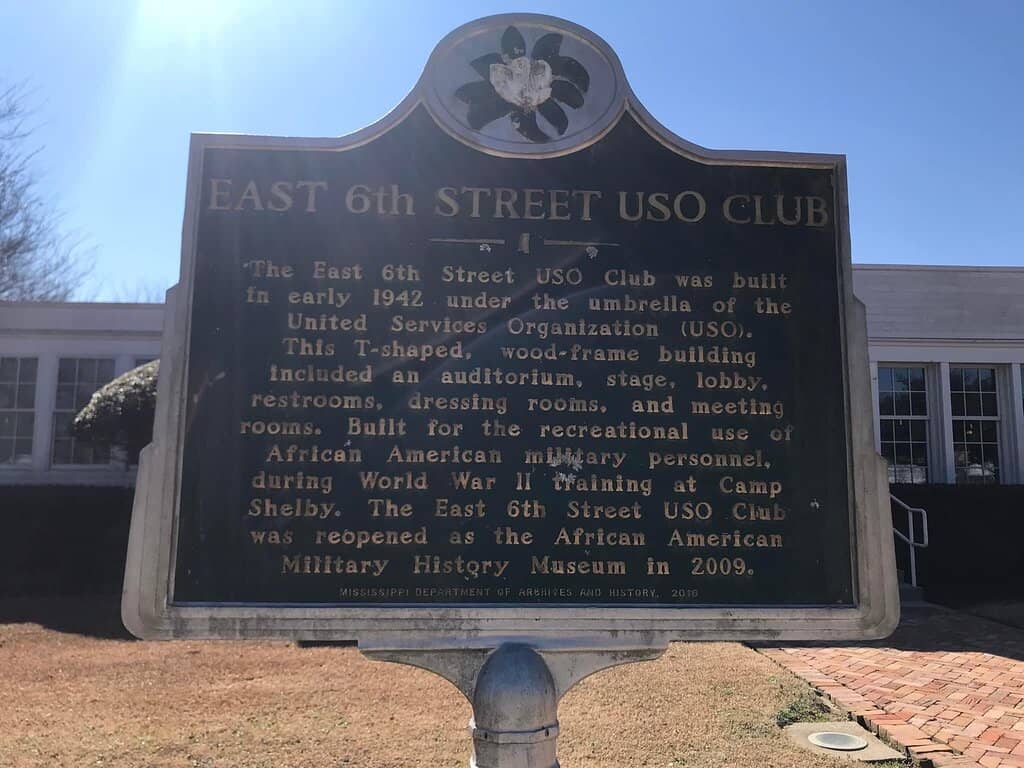 EAST 6th STREET USO CLUB
The East 6th Street USO Club was built
in early 1942 under the umbrella of the
United Services Organization (USO).
This T-shaped, wood-frame building
included an auditorium, stage, lobby,
restrooms, dressing rooms, and meeting
rooms. Built for the recreational use of
African American military personnel,
during World War II training at Camp
Shelby. The East 6th Street USO Club
was reopened as the African American
Military History Museum in 2009.
MISSISSIPPI DEPARTMENT OF ARCHIVES AND HISTORY, 2016